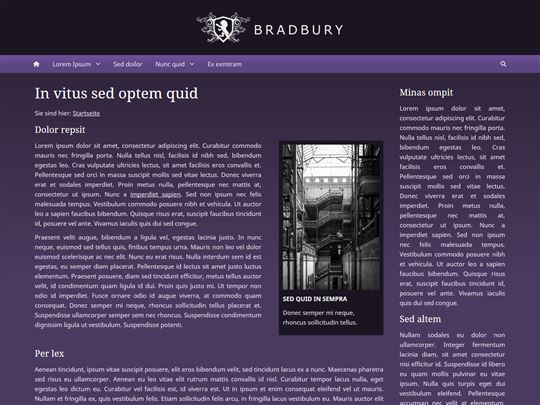 BRADBURY
Lorem Ipsum
Sed doilor
Nunc quid
Ex exmtram
In vitus sed optem quid
Sie sind hier: Startseite
Dolor repsit
Lorem ipsum dolor sit amet, consectetur adipiscing elit. Curabitur commodo
mauris nec fringilla porta. Nulla tellus nisl, facilisis id nibh sed, bibendum
egestas leo. Cras vulputate ultricies lectus, sit amet facilisis eros convallis et.
Pellentesque sed orci in massa suscipit mollis sed vitae lectus. Donec viverra
erat et sodales imperdiet. Proin metus nulla, pellentesque nec mattis at,
consectetur ut ipsum. Nunc a imperdiet sapien. Sed non ipsum nec felis
malesuada tempus. Vestibulum commodo posuere nibh et vehicula. Ut auctor
leo a sapien faucibus bibendum. Quisque risus erat, suscipit faucibus tincidunt
id, posuere vel ante. Vivamus iaculis quis dui sed congue.
Praesent velit augue, bibendum a ligula vel, egestas lacinia justo. In nunc
neque, euismod sed tellus quis, finibus tempus urna. Mauris non leo vel dolor
euismod scelerisque ac nec elit. Nunc eu erat risus. Nulla interdum sem id est
egestas, eu semper diam placerat. Pellentesque id lectus sit amet justo luctus
elementum. Praesent posuere, diam sed tincidunt efficitur, metus tellus auctor
velit, id condimentum quam ligula id dui. Proin quis justo mi. Ut tempor non
odio id imperdiet. Fusce ornare odio id augue viverra, at commodo quam
consequat. Donec semper mi neque, rhoncus sollicitudin tellus placerat et.
Suspendisse ullamcorper semper sem nec rhoncus. Suspendisse condimentum
dignissim ligula ut vestibulum. Suspendisse potenti.
SED QUID IN SEMPRA
Donec semper mi neque,
rhoncus sollicitudin tellus.
Per lex
Aenean tincidunt, ipsum vitae suscipit posuere, elit eros bibendum velit, sed tincidunt lacus ex a nunc. Maecenas pharetra
sed risus eu ullamcorper. Aenean eu leo vitae elit rutrum mattis convallis id nisl. Curabitur tempor lacus nulla, eget
egestas leo dictum et. Curabitur vel facilisis est, id viverra est. Ut in ipsum et enim consequat eleifend vel ut mauris.
Nullam et fringilla ex, quis vestibulum felis. Etiam sollicitudin felis arcu, in fringilla lacus vestibulum eu. Mauris auctor elit
Minas ompit
Lorem ipsum dolor sit amet,
consectetur adipiscing elit.
Curabitur commodo mauris nec
fringilla porta. Nulla tellus nisl,
facilisis id nibh sed, bibendum
egestas leo. Cras vulputate
ultricies lectus, sit amet facilisis
eros convallis et.
Pellentesque sed orci in massa
suscipit mollis sed vitae lectus.
Donec viverra erat et sodales
imperdiet. Proin metus nulla,
pellentesque nec mattis at,
consectetur ut ipsum. Nunc a
imperdiet sapien. Sed non ipsum
nec felis malesuada tempus.
Vestibulum commodo posuere nibh
et vehicula. Ut auctor leo a sapien
faucibus bibendum. Quisque risus
erat, suscipit faucibus tincidunt id,
posuere vel ante. Vivamus iaculis
quis dui sed congue.
Sed altem
Nullam sodales eu dolor non
ullamcorper. Integer fermentum
lacinia diam, sit amet consectetur
nisi efficitur id. Suspendisse id libero
eu quam mollis pulvinar eu vitae
ipsum. Nulla quis turpis eget dui
vestibulum eleifend. Pellentesque
accumsan nec velit at elementum.